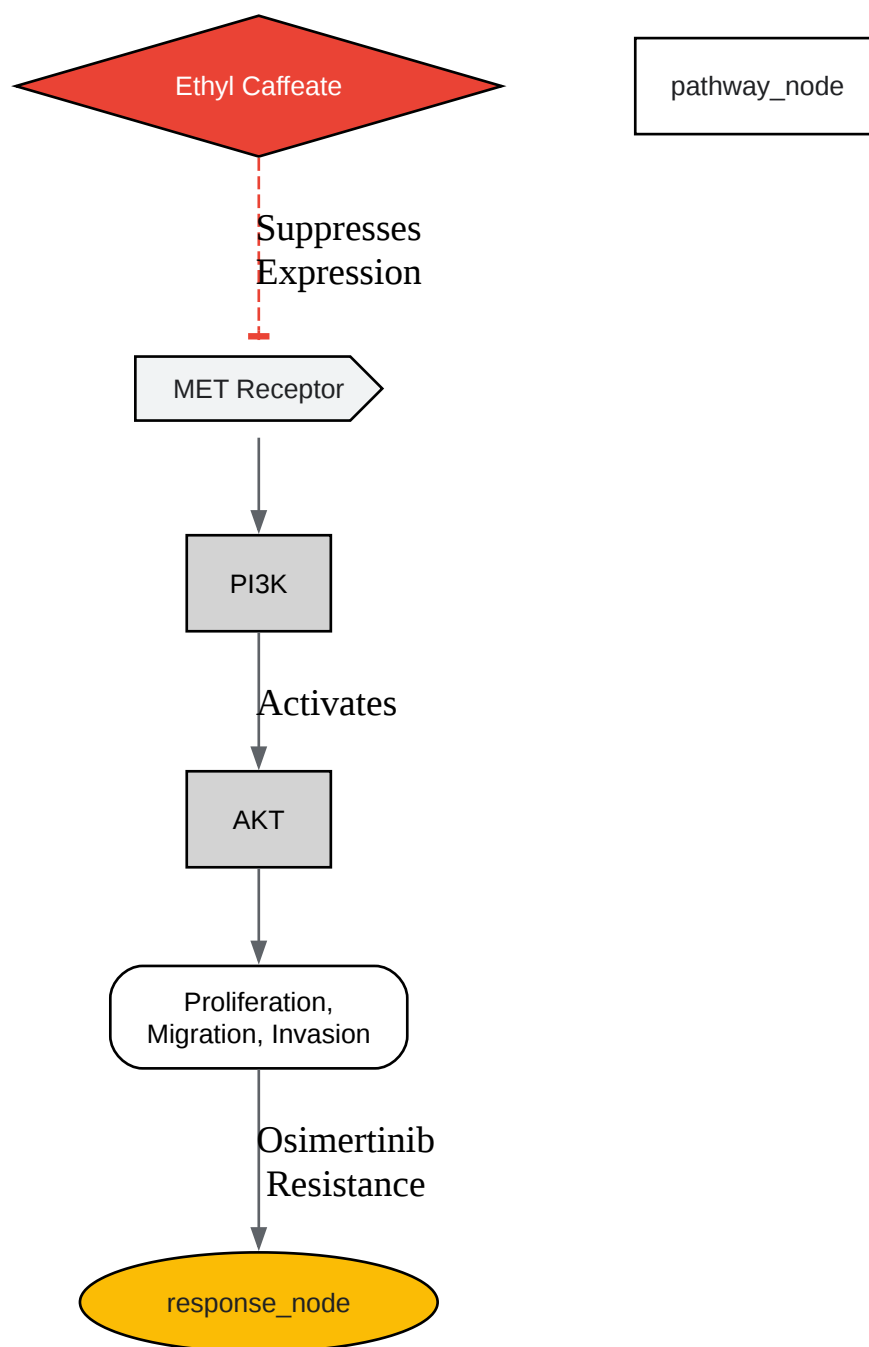 Ethyl Caffeate
pathway_node
Suppresses
Expression
MET Receptor
PI3K
Activates
AKT
Proliferation,
Migration, Invasion
Osimertinib
Resistance
response_node